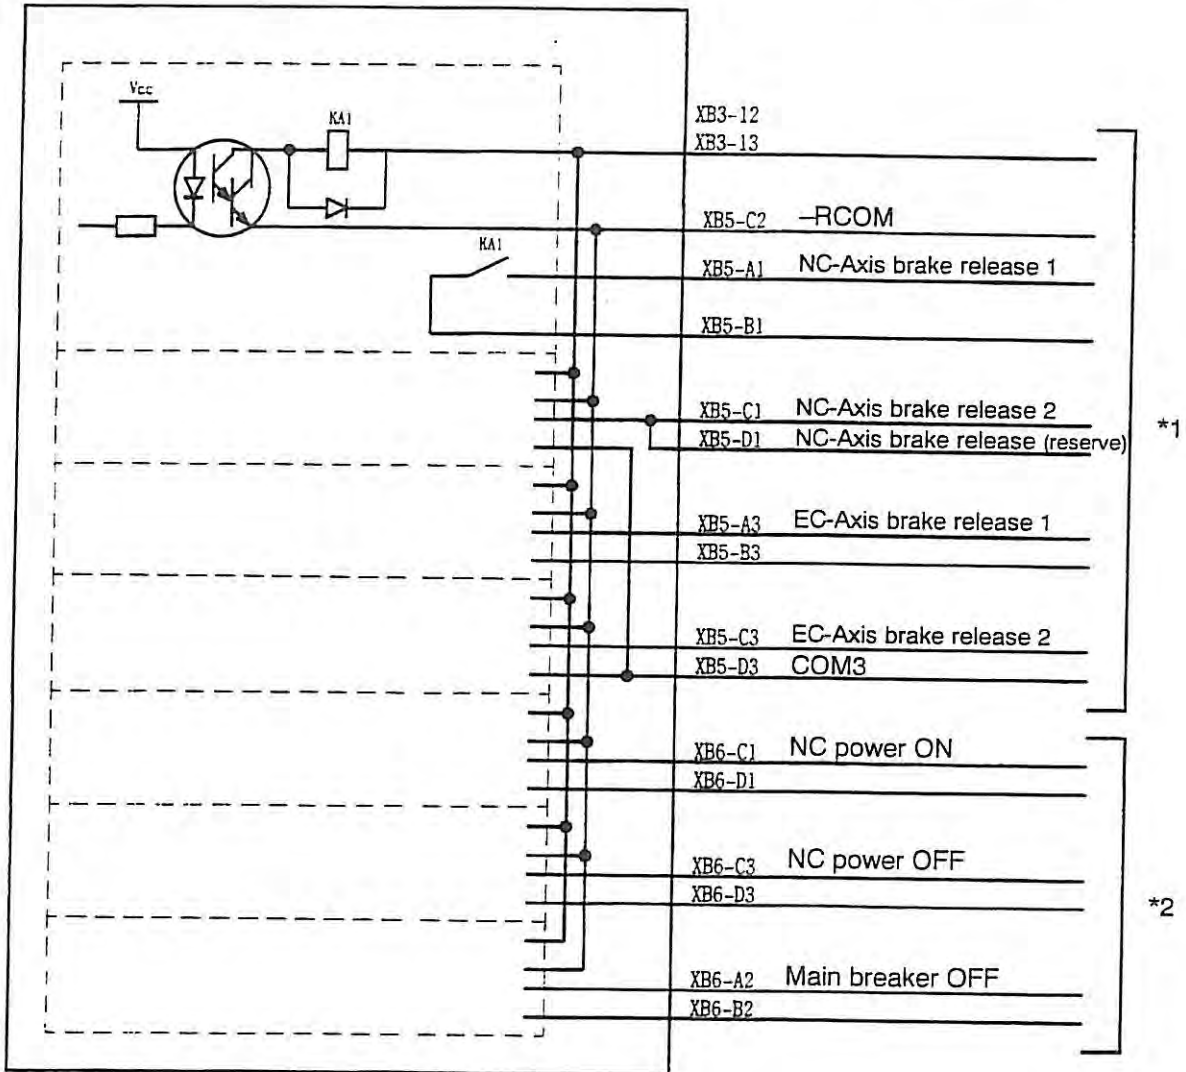 Vcc
KA1
XB3-12
XB3-13
XB5-C2 –RCOM
KA1
XB5-A1 NC-Axis brake release 1
XB5-B1
XB5-C1 NC-Axis brake release 2
*1
XB5-D1 NC-Axis brake release (reserve)
XB5-A3 EC-Axis brake release 1
XB5-B3
XB5-C3 EC-Axis brake release 2
XB5-D3 COM3
XB6-C1 NC power ON
XB6-D1
XB6-C3 NC power OFF
XB6-D3
*2
XB6-A2 Main breaker OFF
XB6-B2